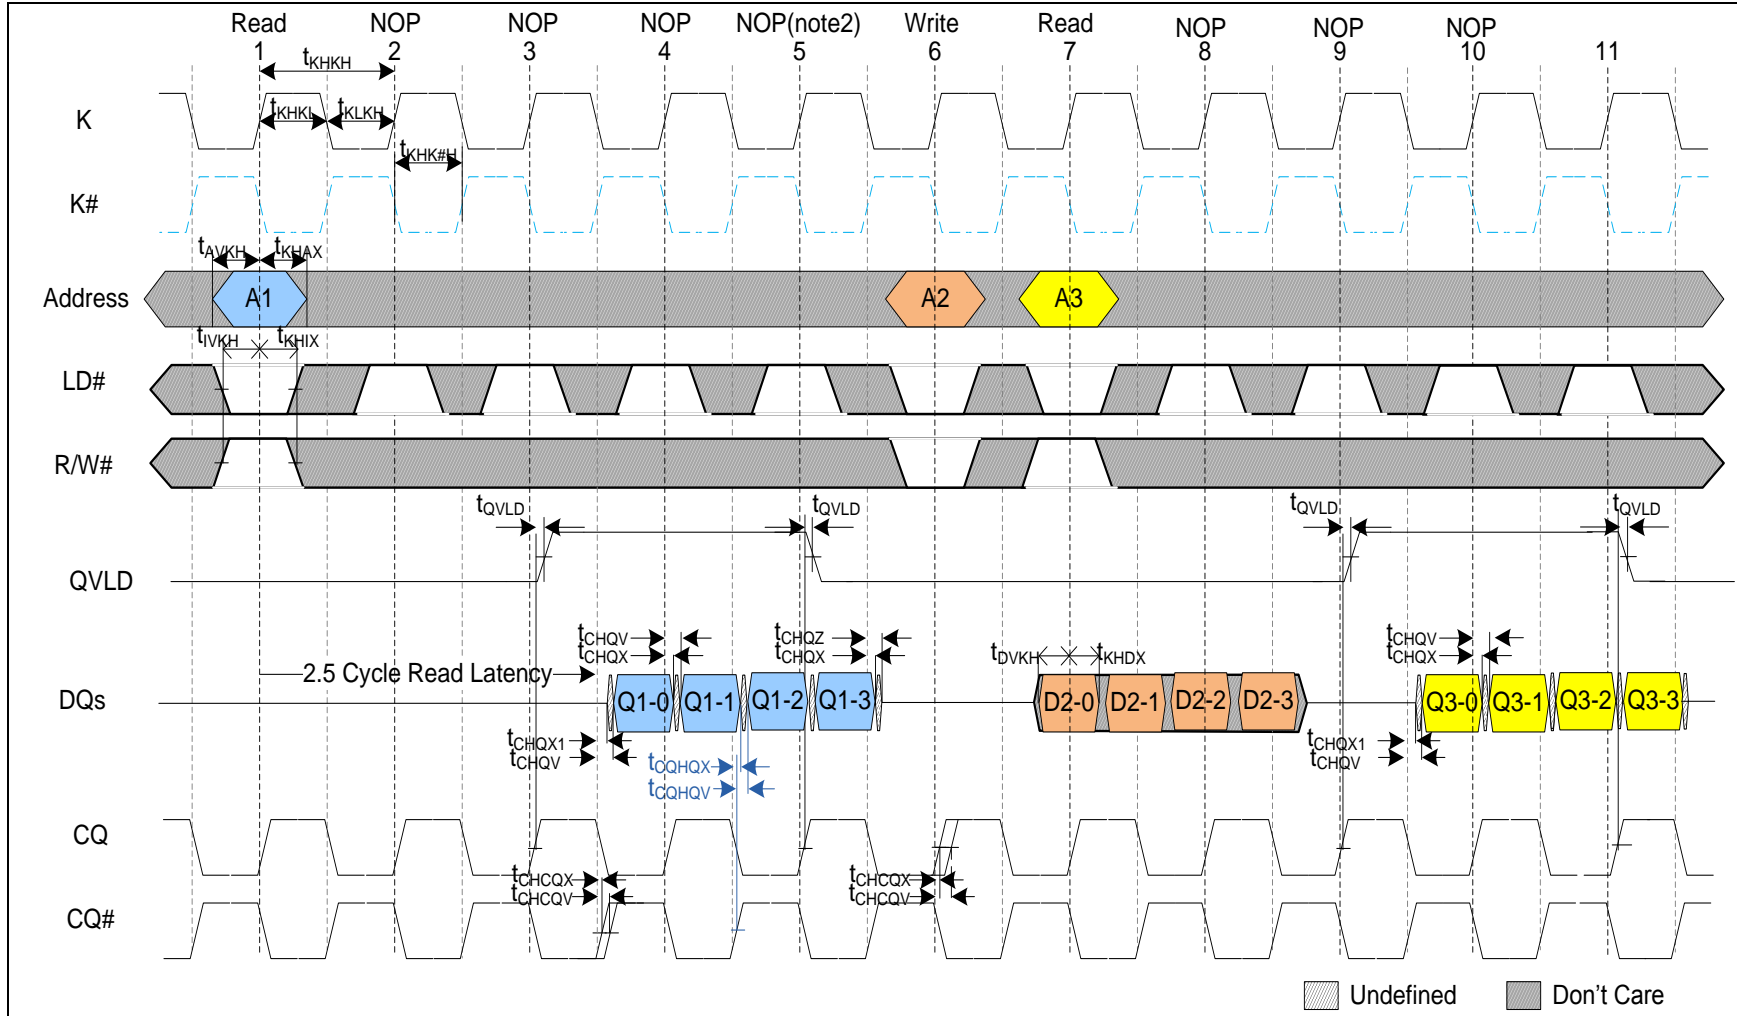 Read NOP NOP NOP NOP(note2) Write Read NOP NOP NOP
1 2 3 4 5 6 7 8 9 10 11
tKHKH
K tKHKL tKLKH
tKHK#H
K#
tAVKH tKHAX
Address A1 A2 A3
tIVKH tKHIX
LD#
R/W#
tQVLD tQVLD tQVLD tQVLD
QVLD
tCHQV tCHQZ tCHQV
tCHQX tCHQX tDVKH tKHDX tCHQX
2.5 Cycle Read Latency
DQs Q1-0 Q1-1 Q1-2 Q1-3 D2-0 D2-1 D2-2 D2-3 Q3-0 Q3-1 Q3-2 Q3-3
tCHQX1 tCHQX1
tCHQV tCQHQX tCHQV
tCQHQV
CQ
tCHCQX tCHCQX
tCHCQV tCHCQV
CQ#
Undefined Don't Care